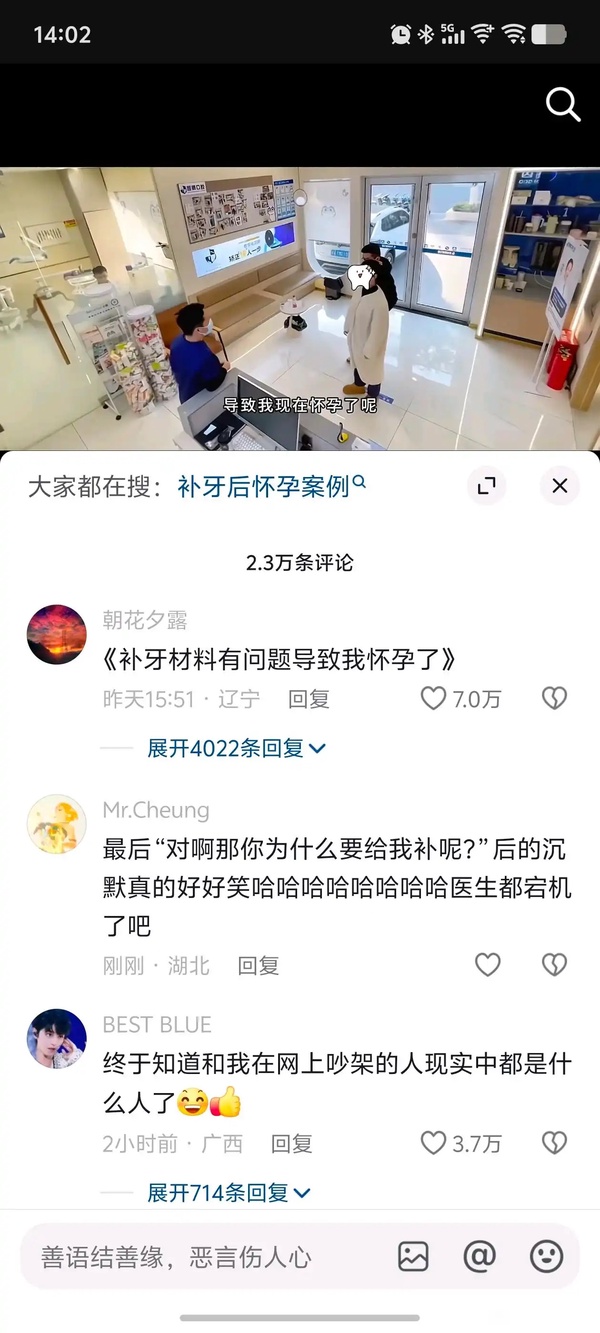 14:02
5G
导致我现在怀孕了呢
大家都在搜：补牙后怀孕案例
2.3万条评论
朝花夕露
《补牙材料有问题导致我怀孕了》
昨天15:51 · 辽宁 回复 7.0万
展开4022条回复
Mr.Cheung
最后“对啊那你为什么要给我补呢？”后的沉
默真的好好笑哈哈哈哈哈哈哈哈医生都宕机
了吧
刚刚 · 湖北 回复
BEST BLUE
终于知道和我在网上吵架的人现实中都是什
么人了😄👍
2小时前 · 广西 回复 3.7万
展开714条回复
善语结善缘，恶言伤人心